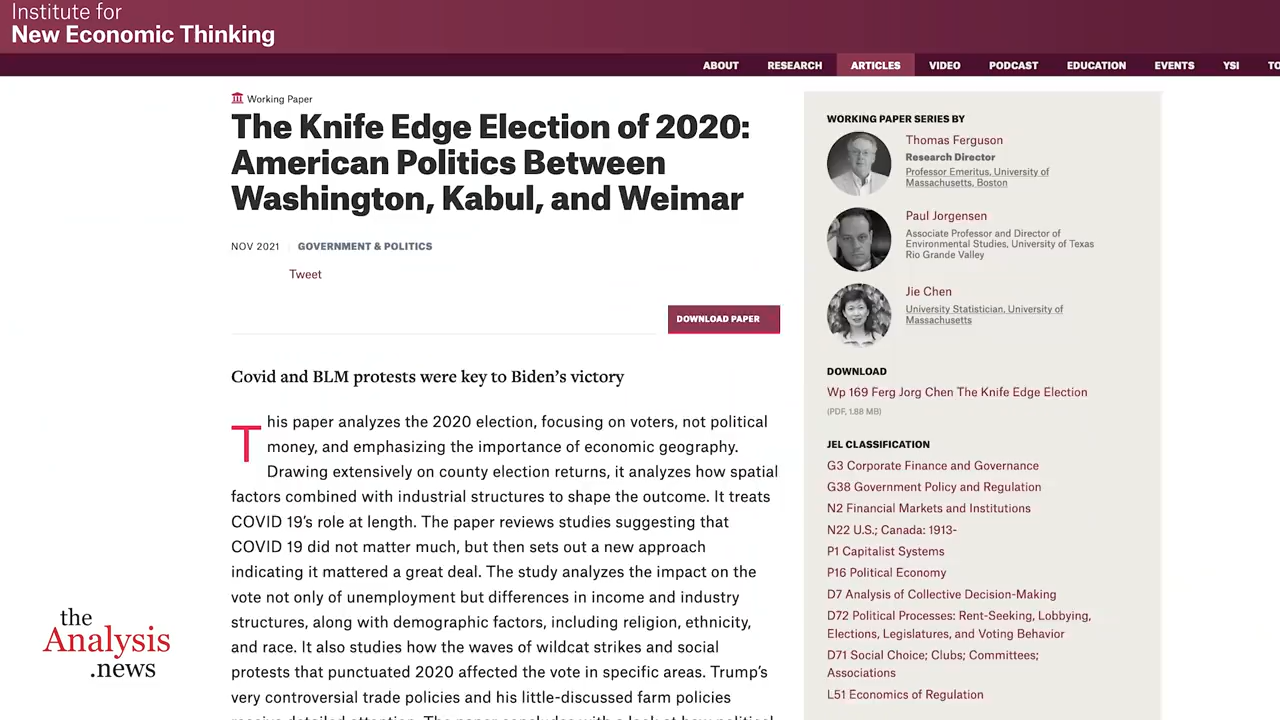 Institute for
New Economic Thinking
ABOUT RESEARCH ARTICLES VIDEO PODCAST EDUCATION EVENTS YSI TO
Working Paper
The Knife Edge Election of 2020:
American Politics Between
Washington, Kabul, and Weimar
NOV 2021 GOVERNMENT & POLITICS
Tweet
DOWNLOAD PAPER
Covid and BLM protests were key to Biden's victory
This paper analyzes the 2020 election, focusing on voters, not political
money, and emphasizing the importance of economic geography.
Drawing extensively on county election returns, it analyzes how spatial
factors combined with industrial structures to shape the outcome. It treats
COVID 19's role at length. The paper reviews studies suggesting that
COVID 19 did not matter much, but then sets out a new approach
indicating it mattered a great deal. The study analyzes the impact on the
vote not only of unemployment but differences in income and industry
structures, along with demographic factors, including religion, ethnicity,
and race. It also studies how the waves of wildcat strikes and social
protests that punctuated 2020 affected the vote in specific areas. Trump's
very controversial trade policies and his little-discussed farm policies
receive detailed attention. The paper concludes with a look at how political
WORKING PAPER SERIES BY
Thomas Ferguson
Research Director
Professor Emeritus, University of
Massachusetts, Boston
Paul Jorgensen
Associate Professor and Director of
Environmental Studies, University of Texas
Rio Grande Valley
Jie Chen
University Statistician, University of
Massachusetts
DOWNLOAD
Wp 169 Ferg Jorg Chen The Knife Edge Election
(PDF, 1.88 MB)
JEL CLASSIFICATION
G3 Corporate Finance and Governance
G38 Government Policy and Regulation
N2 Financial Markets and Institutions
N22 U.S.; Canada: 1913-
P1 Capitalist Systems
P16 Political Economy
D7 Analysis of Collective Decision-Making
D72 Political Processes: Rent-Seeking, Lobbying,
Elections, Legislatures, and Voting Behavior
D71 Social Choice; Clubs; Committees;
Associations
L51 Economics of Regulation
the
Analysis
.news